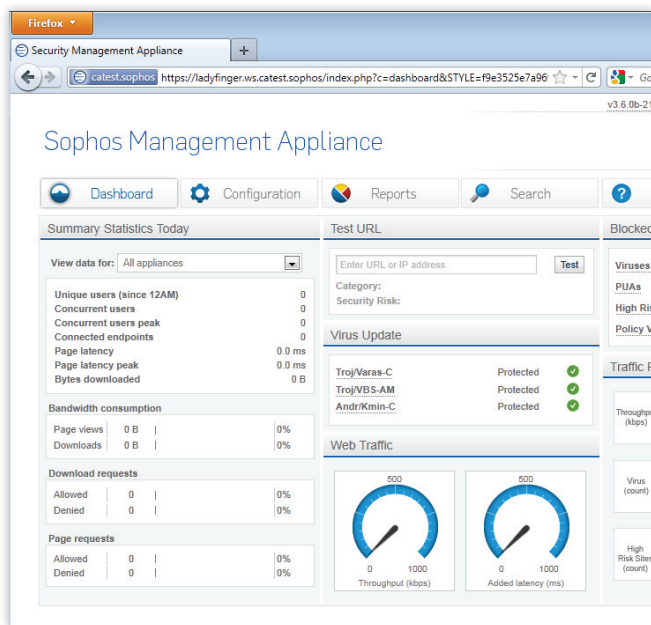 Firefox
Security Management Appliance
catest.sophos https://ladyfinger.ws.catest.sophos/index.php?c=dashboard&STYLE=f9e3525e7a96
v3.6.0b-21
Sophos Management Appliance
Dashboard Configuration Reports Search
Summary Statistics Today
View data for: All appliances
Unique users (since 12AM) 0
Concurrent users 0
Concurrent users peak 0
Connected endpoints 0
Page latency 0.0 ms
Page latency peak 0.0 ms
Bytes downloaded 0 B
Bandwidth consumption
Page views 0 B 0%
Downloads 0 B 0%
Download requests
Allowed 0 0%
Denied 0 0%
Page requests
Allowed 0 0%
Denied 0 0%
Test URL
Enter URL or IP address Test
Category:
Security Risk:
Virus Update
Troj/Varas-C Protected
Troj/VBS-AM Protected
Andr/Kmin-C Protected
Web Traffic
500
0 1000
Throughput (kbps)
500
0 1000
Added latency (ms)
Blocked
Viruses
PUAs
High Ris
Policy V
Traffic P
Throughput
(kbps)
Virus
(count)
High
Risk Sites
(count)